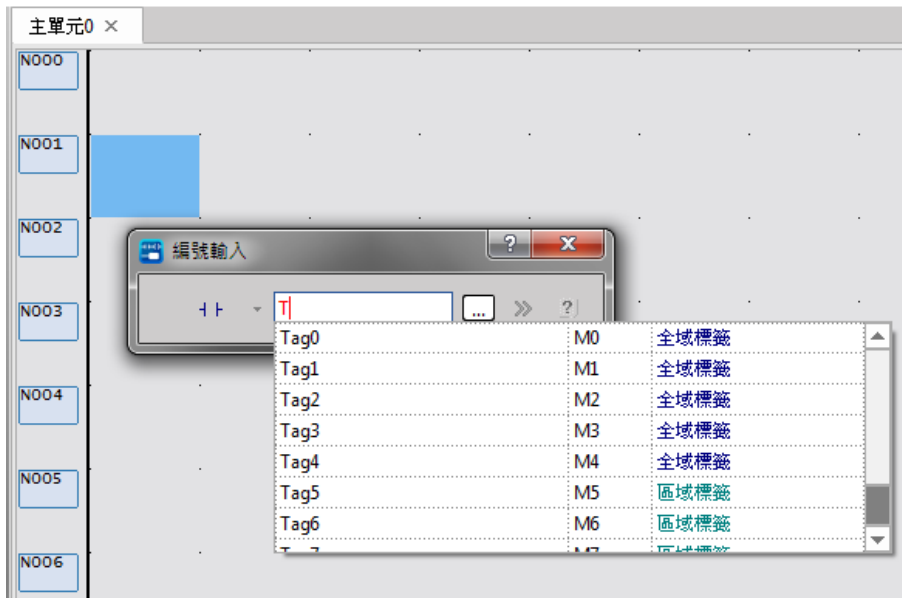 主單元0 ×
N000
N001
N002
編號輸入
?
N003
T
...
?
Tag0 M0 全域標籤
Tag1 M1 全域標籤
Tag2 M2 全域標籤
N004
Tag3 M3 全域標籤
Tag4 M4 全域標籤
N005
Tag5 M5 區域標籤
Tag6 M6 區域標籤
N006